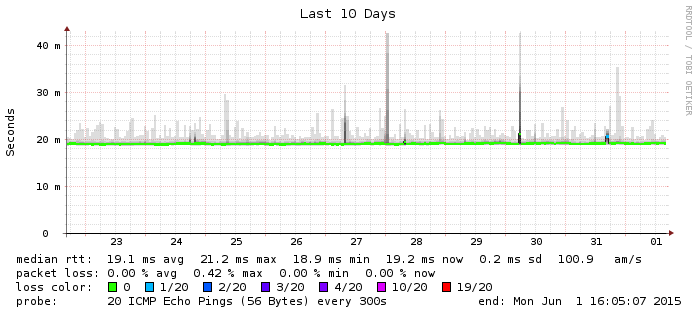 Last 10 Days
RRDTOOL / TOBI OETIKER
Seconds
40 m
30 m
20 m
10 m
0
23 24 25 26 27 28 29 30 31 01
median rtt: 19.1 ms avg 21.2 ms max 18.9 ms min 19.2 ms now 0.2 ms sd 100.9 am/s
packet loss: 0.00 % avg 0.42 % max 0.00 % min 0.00 % now
loss color: 0 1/20 2/20 3/20 4/20 10/20 19/20
probe: 20 ICMP Echo Pings (56 Bytes) every 300s end: Mon Jun 1 16:05:07 2015